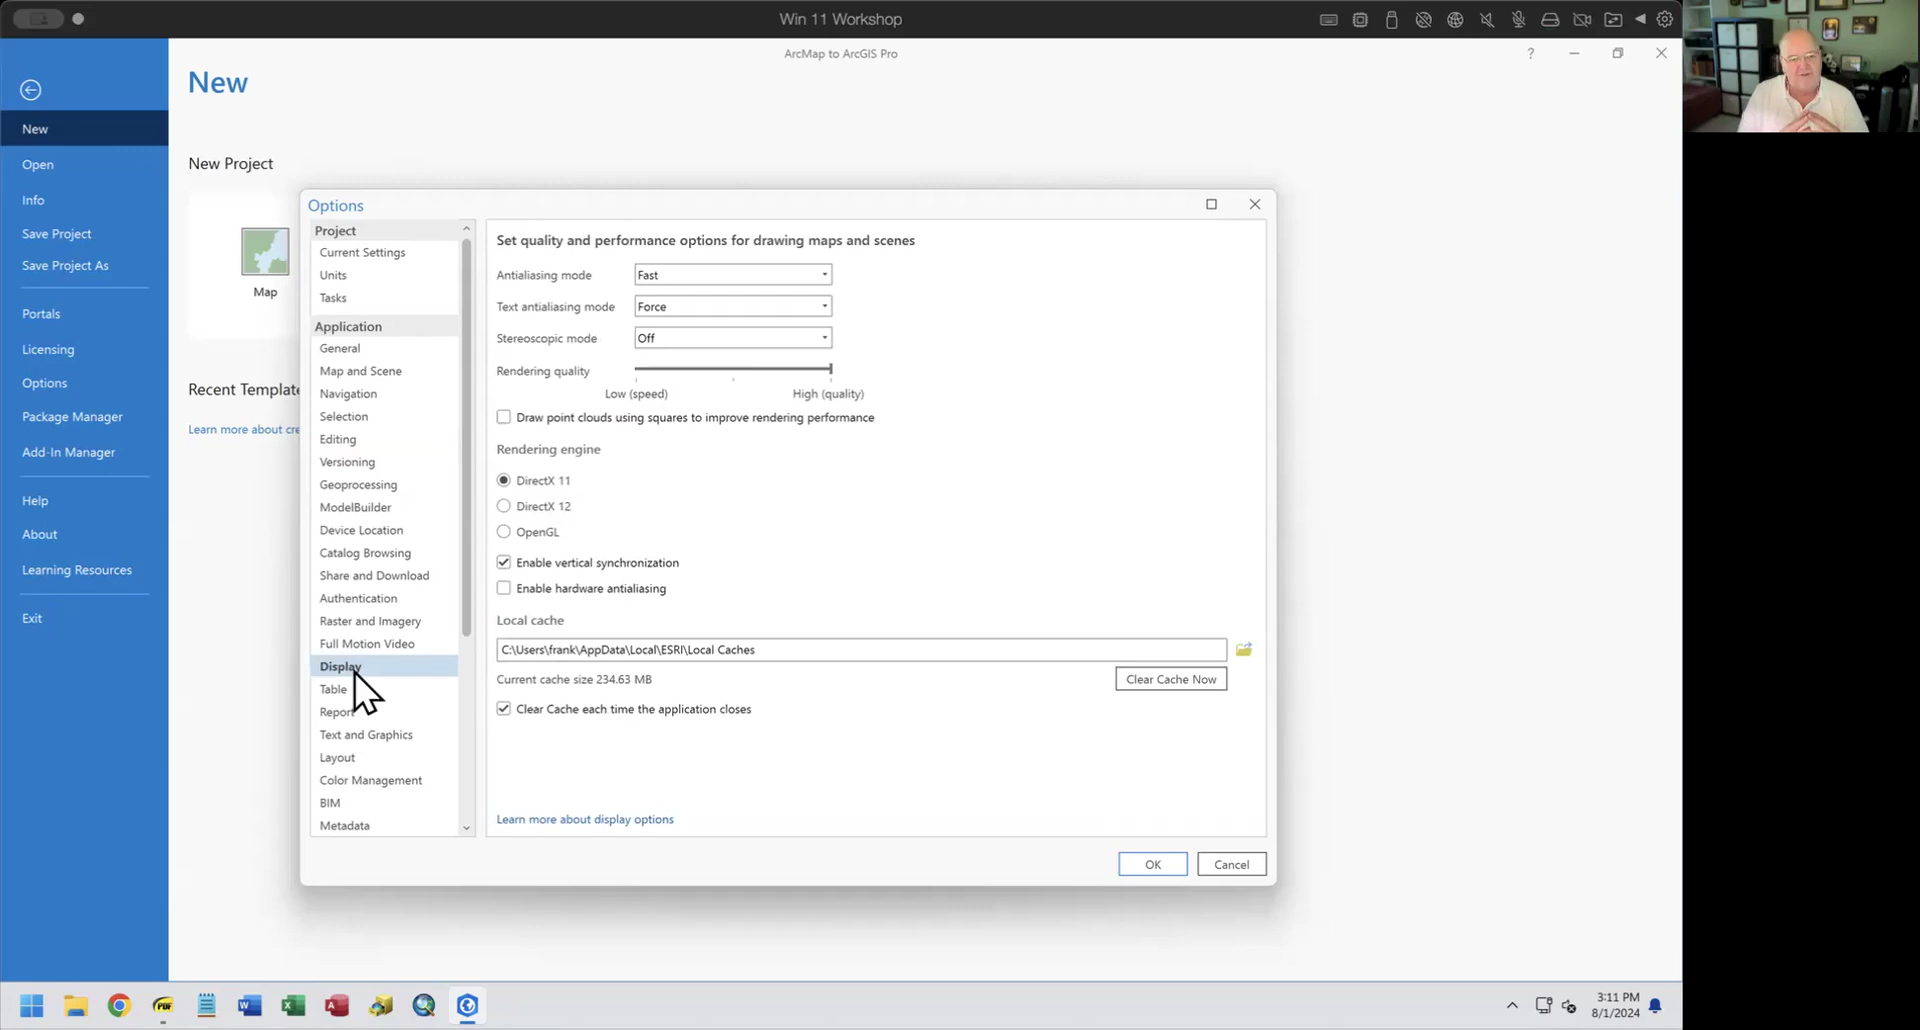 Win 11 Workshop
ArcMap to ArcGIS Pro
?
New
New
Open
Info
Save Project
Save Project As
Portals
Licensing
Options
Package Manager
Add-In Manager
Help
About
Learning Resources
Exit
New Project
Map
Recent Template
Learn more about cre
Options
Project
Current Settings
Units
Tasks
Application
General
Map and Scene
Navigation
Selection
Editing
Versioning
Geoprocessing
ModelBuilder
Device Location
Catalog Browsing
Share and Download
Authentication
Raster and Imagery
Full Motion Video
Display
Table
Report
Text and Graphics
Layout
Color Management
BIM
Metadata
Set quality and performance options for drawing maps and scenes
Antialiasing mode Fast
Text antialiasing mode Force
Stereoscopic mode Off
Rendering quality
Low (speed) High (quality)
Draw point clouds using squares to improve rendering performance
Rendering engine
DirectX 11
DirectX 12
OpenGL
Enable vertical synchronization
Enable hardware antialiasing
Local cache
C:\Users\frank\AppData\Local\ESRI\Local Caches
Current cache size 234.63 MB Clear Cache Now
Clear Cache each time the application closes
Learn more about display options
OK Cancel
PDF
W
X
A
3:11 PM
8/1/2024